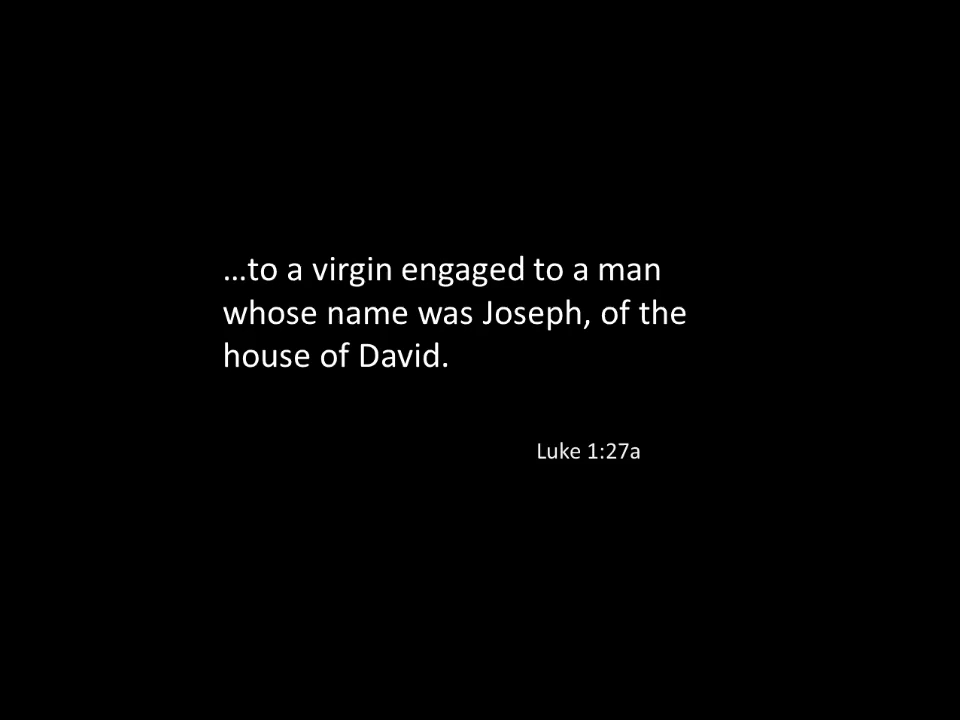 …to a virgin engaged to a man
whose name was Joseph, of the
house of David.
Luke 1:27a